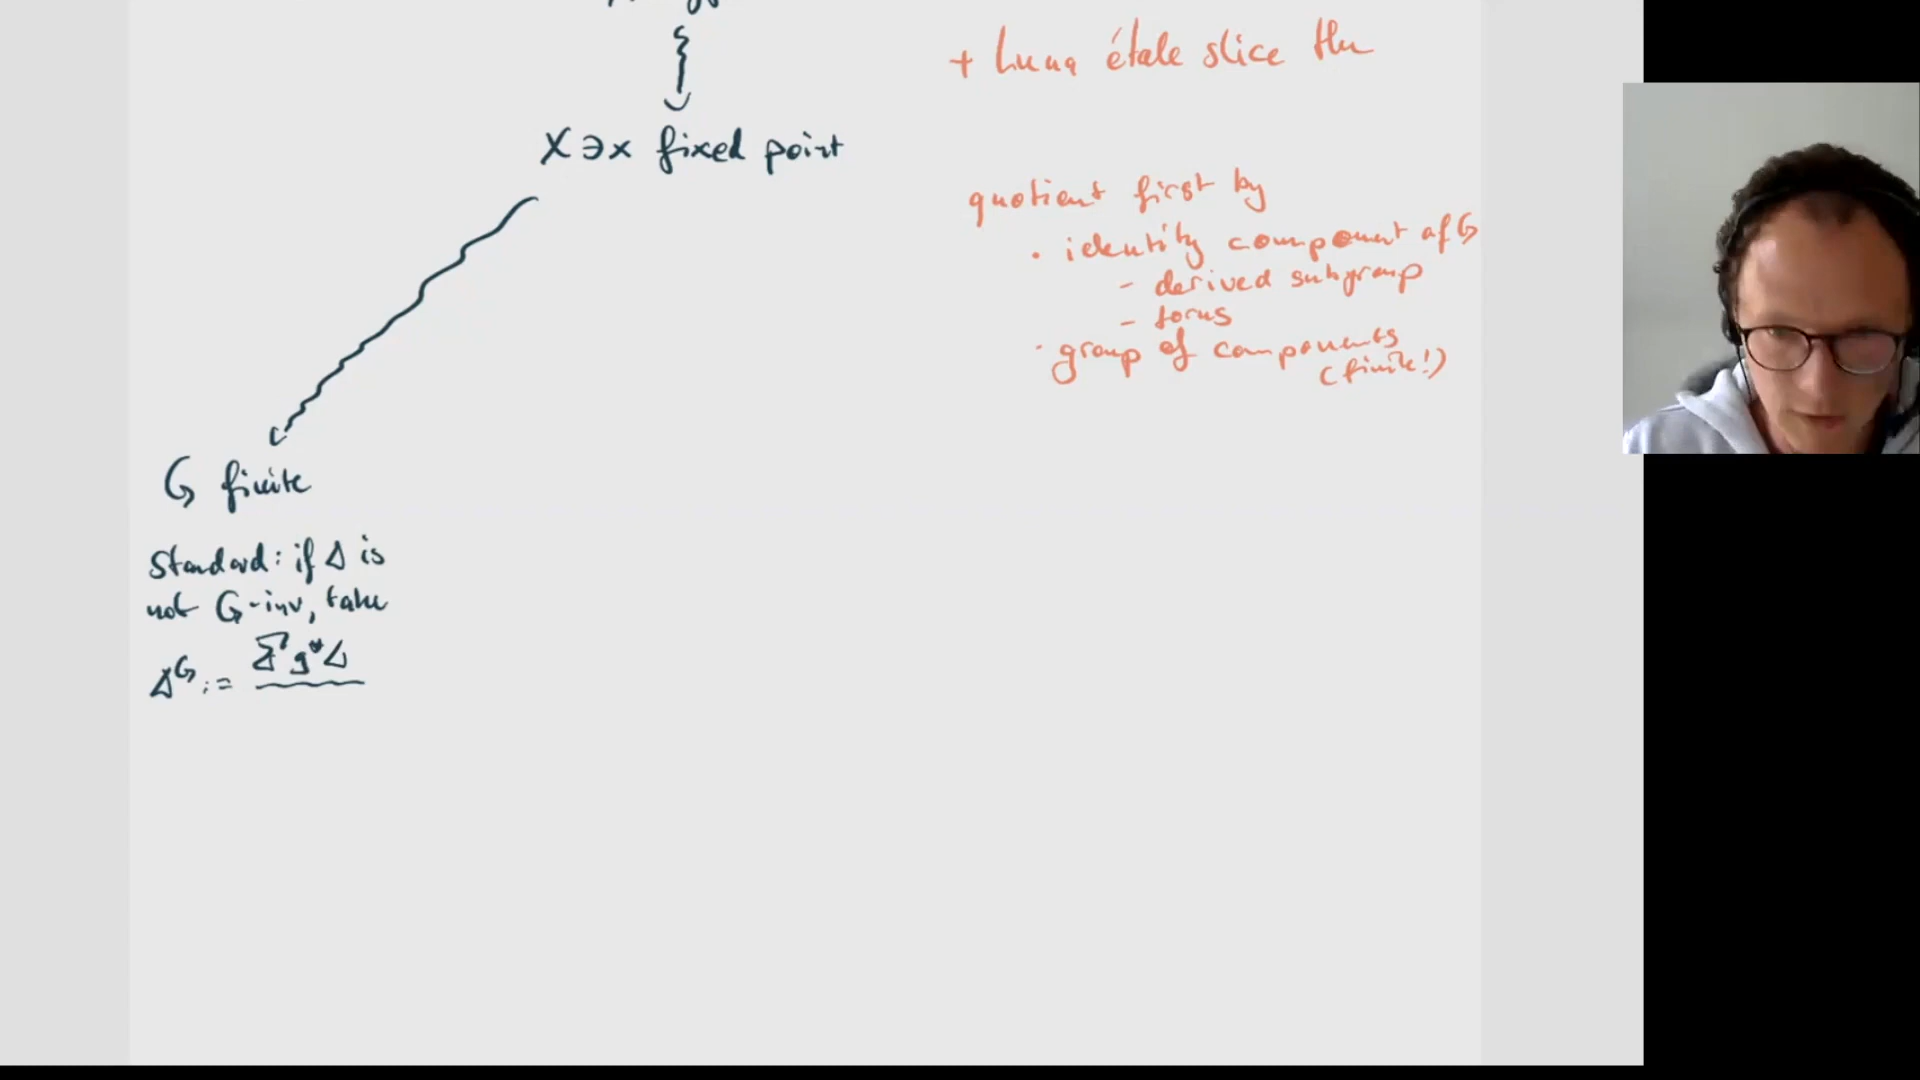 + Luna étale slice thm
X∋x fixed point
quotient first by
· identity component of G
- derived subgroup
- torus
· group of components
(finite!)
G finite
Standard: if Δ is
not G-inv, take
Δ^G := Σ g*Δ